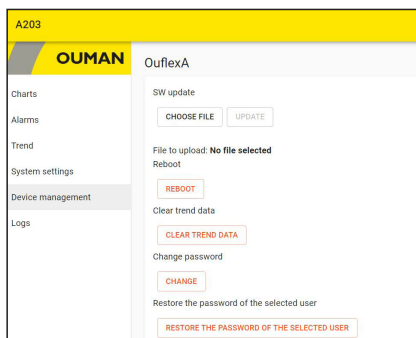 A203
OUMAN
Charts
Alarms
Trend
System settings
Device management
Logs
OuflexA
SW update
CHOOSE FILE UPDATE
File to upload: No file selected
Reboot
REBOOT
Clear trend data
CLEAR TREND DATA
Change password
CHANGE
Restore the password of the selected user
RESTORE THE PASSWORD OF THE SELECTED USER